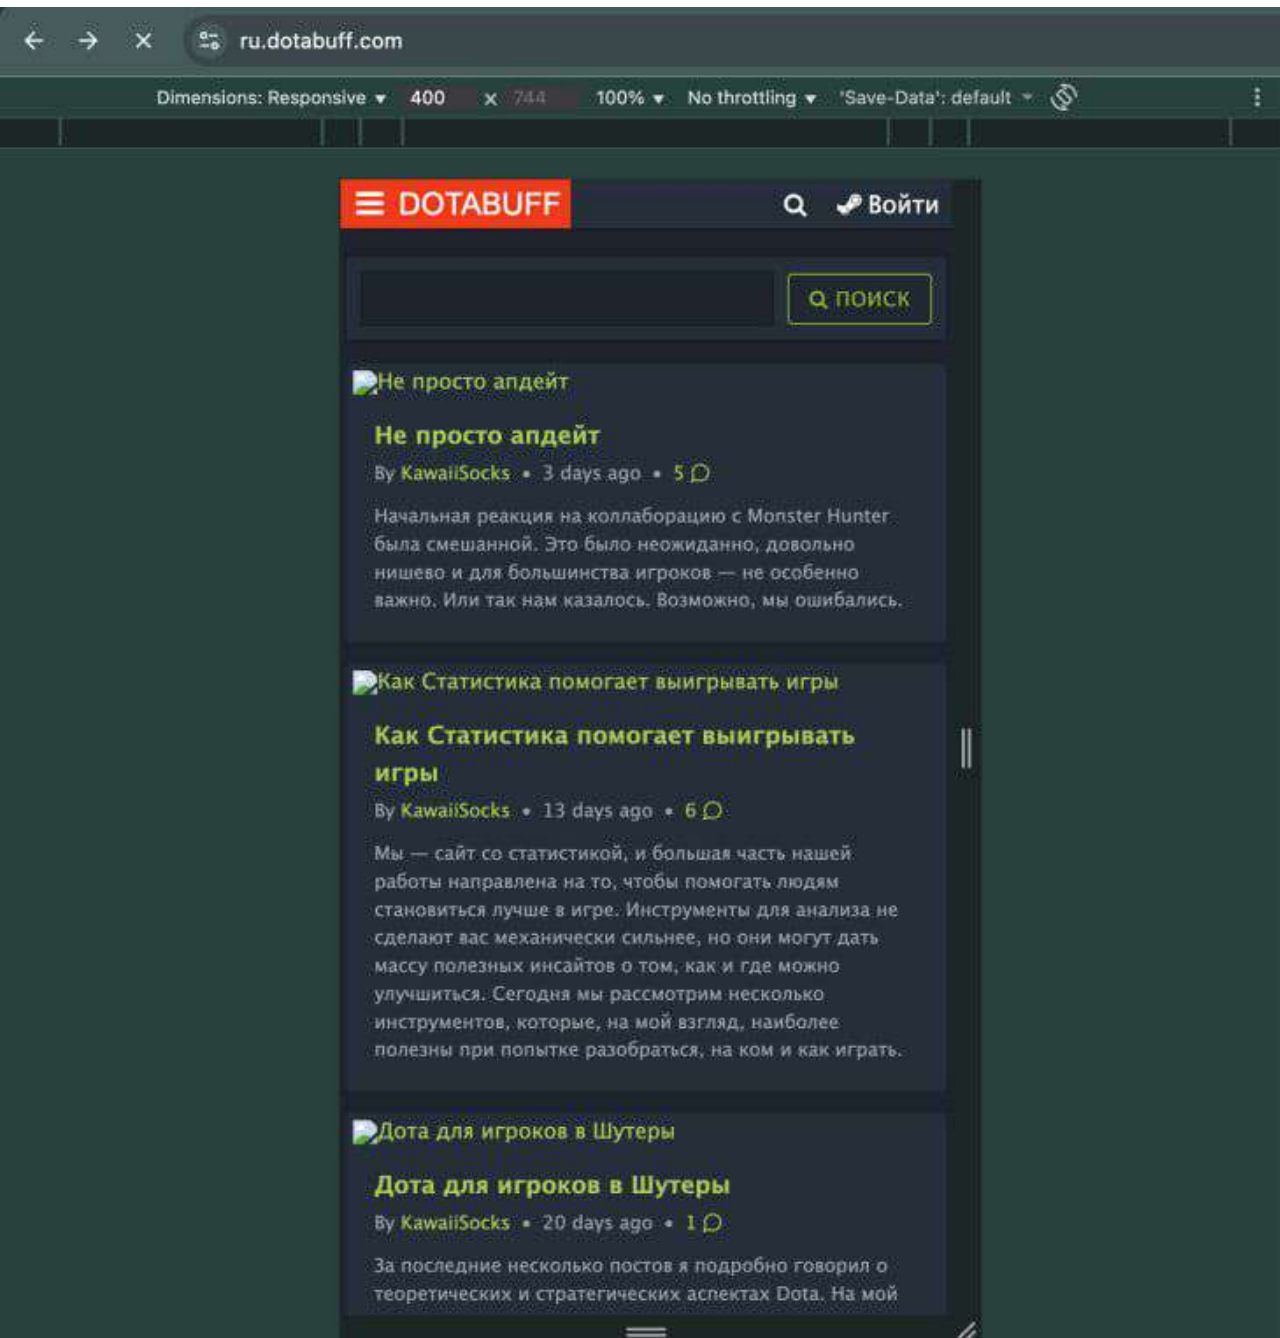 ru.dotabuff.com
Dimensions: Responsive 400 x 744 100% No throttling 'Save-Data': default
DOTABUFF Войти
ПОИСК
Не просто апдейт
Не просто апдейт
By KawaiiSocks • 3 days ago • 5
Начальная реакция на коллаборацию с Monster Hunter
была смешанной. Это было неожиданно, довольно
нишево и для большинства игроков — не особенно
важно. Или так нам казалось. Возможно, мы ошибались.
Как Статистика помогает выигрывать игры
Как Статистика помогает выигрывать
игры
By KawaiiSocks • 13 days ago • 6
Мы — сайт со статистикой, и большая часть нашей
работы направлена на то, чтобы помогать людям
становиться лучше в игре. Инструменты для анализа не
сделают вас механически сильнее, но они могут дать
массу полезных инсайтов о том, как и где можно
улучшиться. Сегодня мы рассмотрим несколько
инструментов, которые, на мой взгляд, наиболее
полезны при попытке разобраться, на ком и как играть.
Дота для игроков в Шутеры
Дота для игроков в Шутеры
By KawaiiSocks • 20 days ago • 1
За последние несколько постов я подробно говорил о
теоретических и стратегических аспектах Dota. На мой